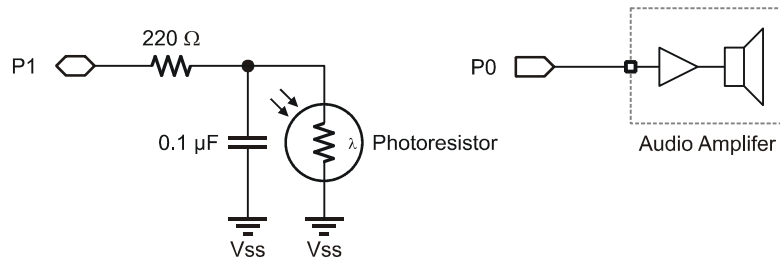 220 Ω
P1
P0
0.1 µF
λ
Photoresistor
Audio Amplifer
Vss
Vss